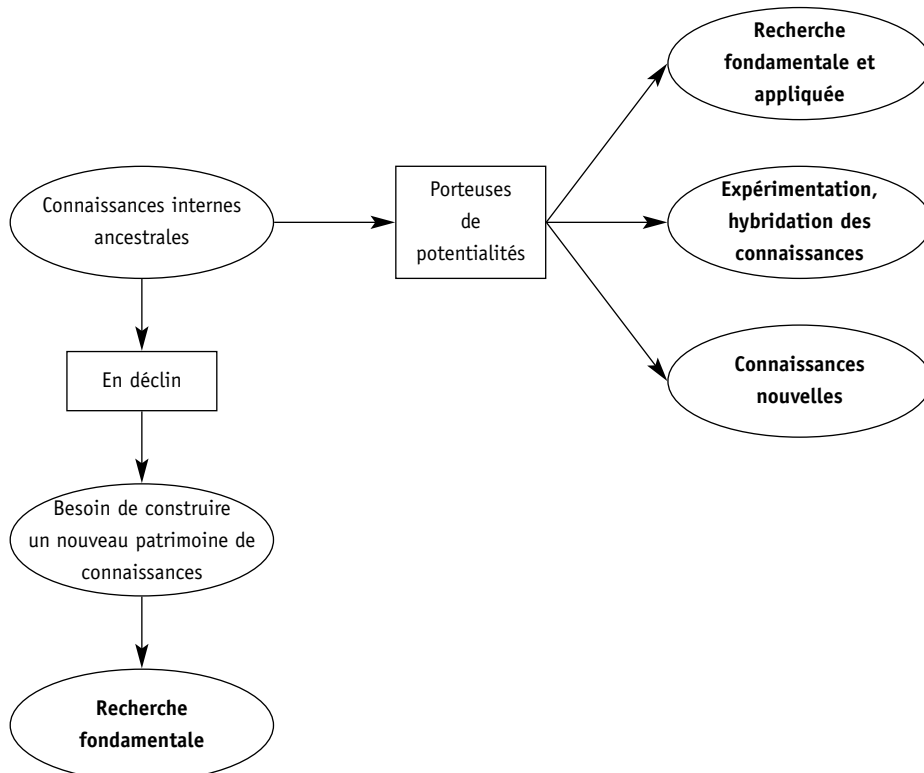 Recherche
fondamentale et
appliquée
Connaissances internes
ancestrales
Porteuses
de
potentialités
Expérimentation,
hybridation des
connaissances
En déclin
Connaissances
nouvelles
Besoin de construire
un nouveau patrimoine de
connaissances
Recherche
fondamentale